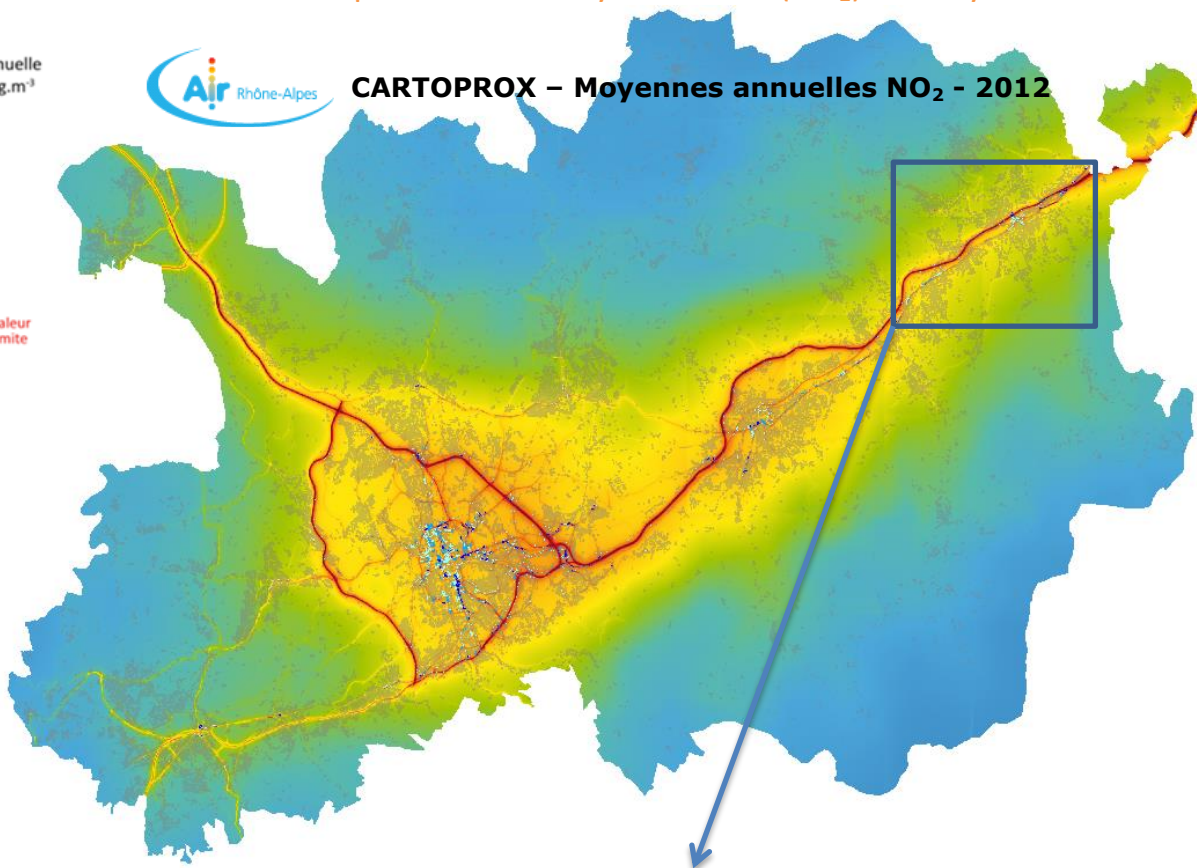 nuelle
g.m⁻³
Air Rhône-Alpes
CARTOPROX – Moyennes annuelles NO₂ - 2012
aleur
mite